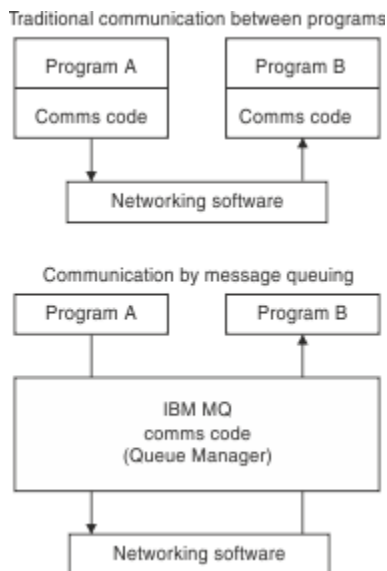 Traditional communication between programs
Program A
Program B
Comms code
Comms code
Networking software
Communication by message queuing
Program A
Program B
IBM MQ
comms code
(Queue Manager)
Networking software